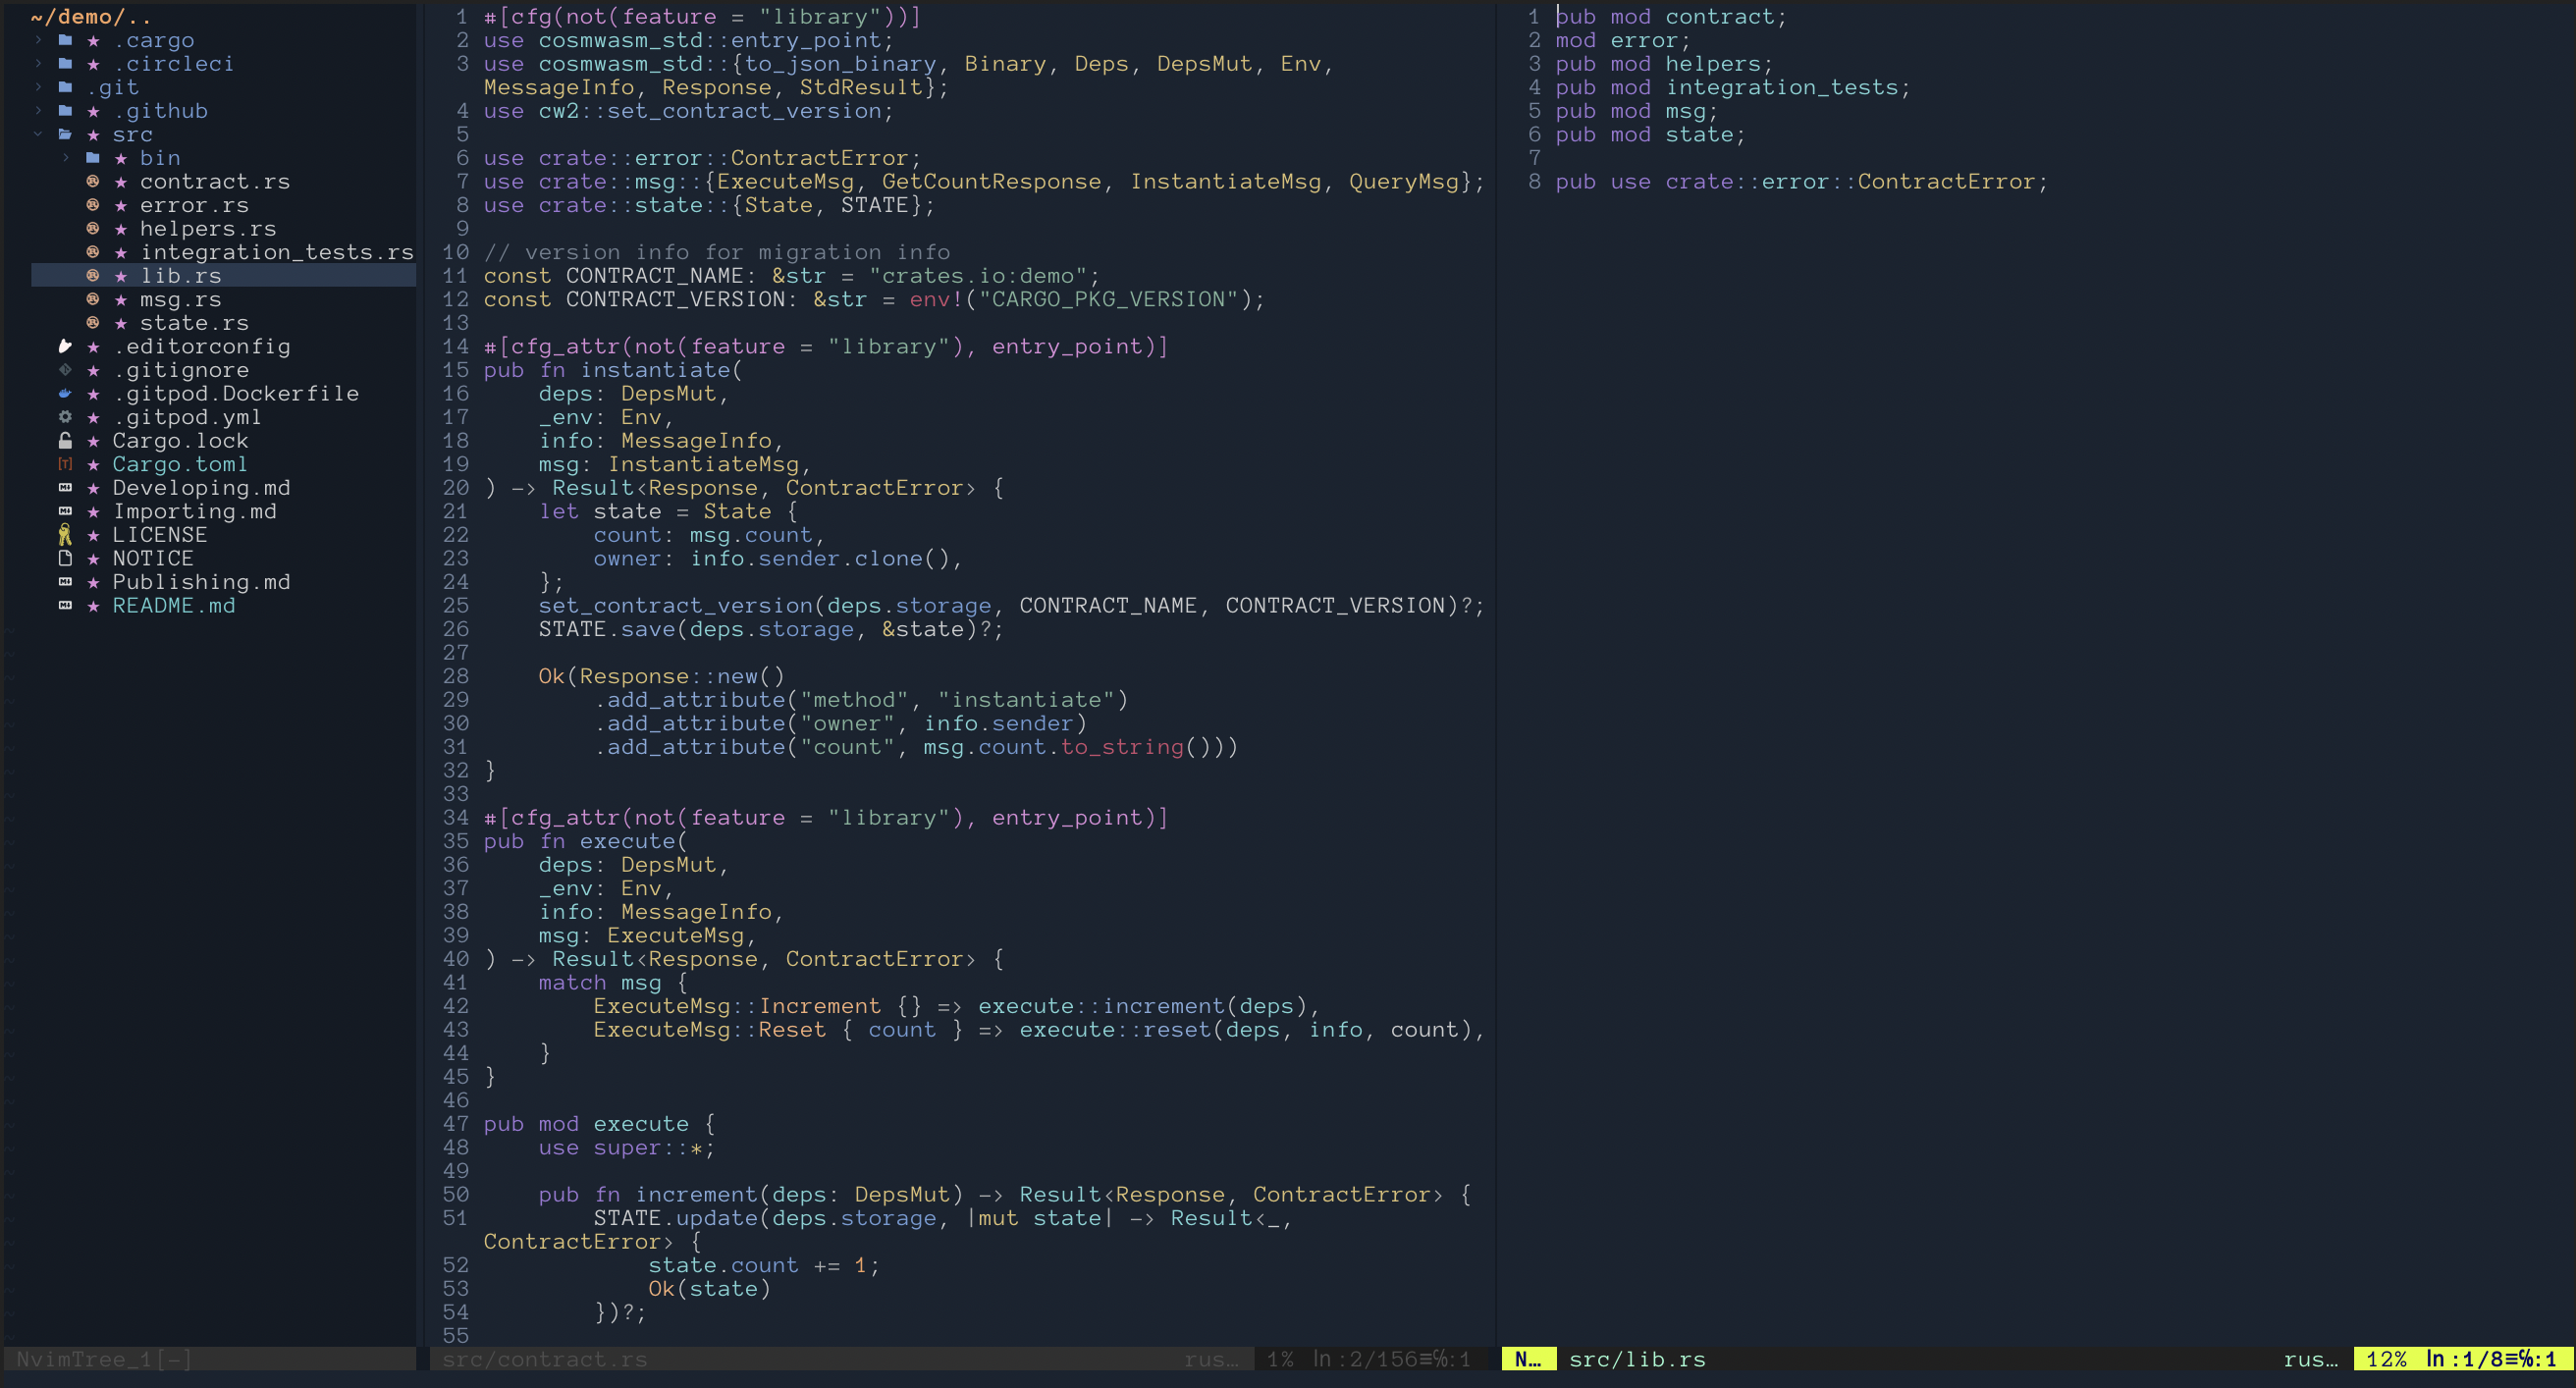 ~/demo/..
.cargo
.circleci
.git
.github
src
bin
contract.rs
error.rs
helpers.rs
integration_tests.rs
lib.rs
msg.rs
state.rs
.editorconfig
.gitignore
.gitpod.Dockerfile
.gitpod.yml
Cargo.lock
Cargo.toml
Developing.md
Importing.md
LICENSE
NOTICE
Publishing.md
README.md
NvimTree_1[-]
1 #[cfg(not(feature = "library"))]
2 use cosmwasm_std::entry_point;
3 use cosmwasm_std::{to_json_binary, Binary, Deps, DepsMut, Env,
MessageInfo, Response, StdResult};
4 use cw2::set_contract_version;
5
6 use crate::error::ContractError;
7 use crate::msg::{ExecuteMsg, GetCountResponse, InstantiateMsg, QueryMsg};
8 use crate::state::{State, STATE};
9
10 // version info for migration info
11 const CONTRACT_NAME: &str = "crates.io:demo";
12 const CONTRACT_VERSION: &str = env!("CARGO_PKG_VERSION");
13
14 #[cfg_attr(not(feature = "library"), entry_point)]
15 pub fn instantiate(
16     deps: DepsMut,
17     _env: Env,
18     info: MessageInfo,
19     msg: InstantiateMsg,
20 ) -> Result<Response, ContractError> {
21     let state = State {
22         count: msg.count,
23         owner: info.sender.clone(),
24     };
25     set_contract_version(deps.storage, CONTRACT_NAME, CONTRACT_VERSION)?;
26     STATE.save(deps.storage, &state)?;
27
28     Ok(Response::new()
29         .add_attribute("method", "instantiate")
30         .add_attribute("owner", info.sender)
31         .add_attribute("count", msg.count.to_string()))
32 }
33
34 #[cfg_attr(not(feature = "library"), entry_point)]
35 pub fn execute(
36     deps: DepsMut,
37     _env: Env,
38     info: MessageInfo,
39     msg: ExecuteMsg,
40 ) -> Result<Response, ContractError> {
41     match msg {
42         ExecuteMsg::Increment {} => execute::increment(deps),
43         ExecuteMsg::Reset { count } => execute::reset(deps, info, count),
44     }
45 }
46
47 pub mod execute {
48     use super::*;
49
50     pub fn increment(deps: DepsMut) -> Result<Response, ContractError> {
51         STATE.update(deps.storage, |mut state| -> Result<_,
ContractError> {
52             state.count += 1;
53             Ok(state)
54         })?;
55
src/contract.rs rus… 1% ln :2/156≡℅:1
1 pub mod contract;
2 mod error;
3 pub mod helpers;
4 pub mod integration_tests;
5 pub mod msg;
6 pub mod state;
7
8 pub use crate::error::ContractError;
N… src/lib.rs rus… 12% ln :1/8≡℅:1